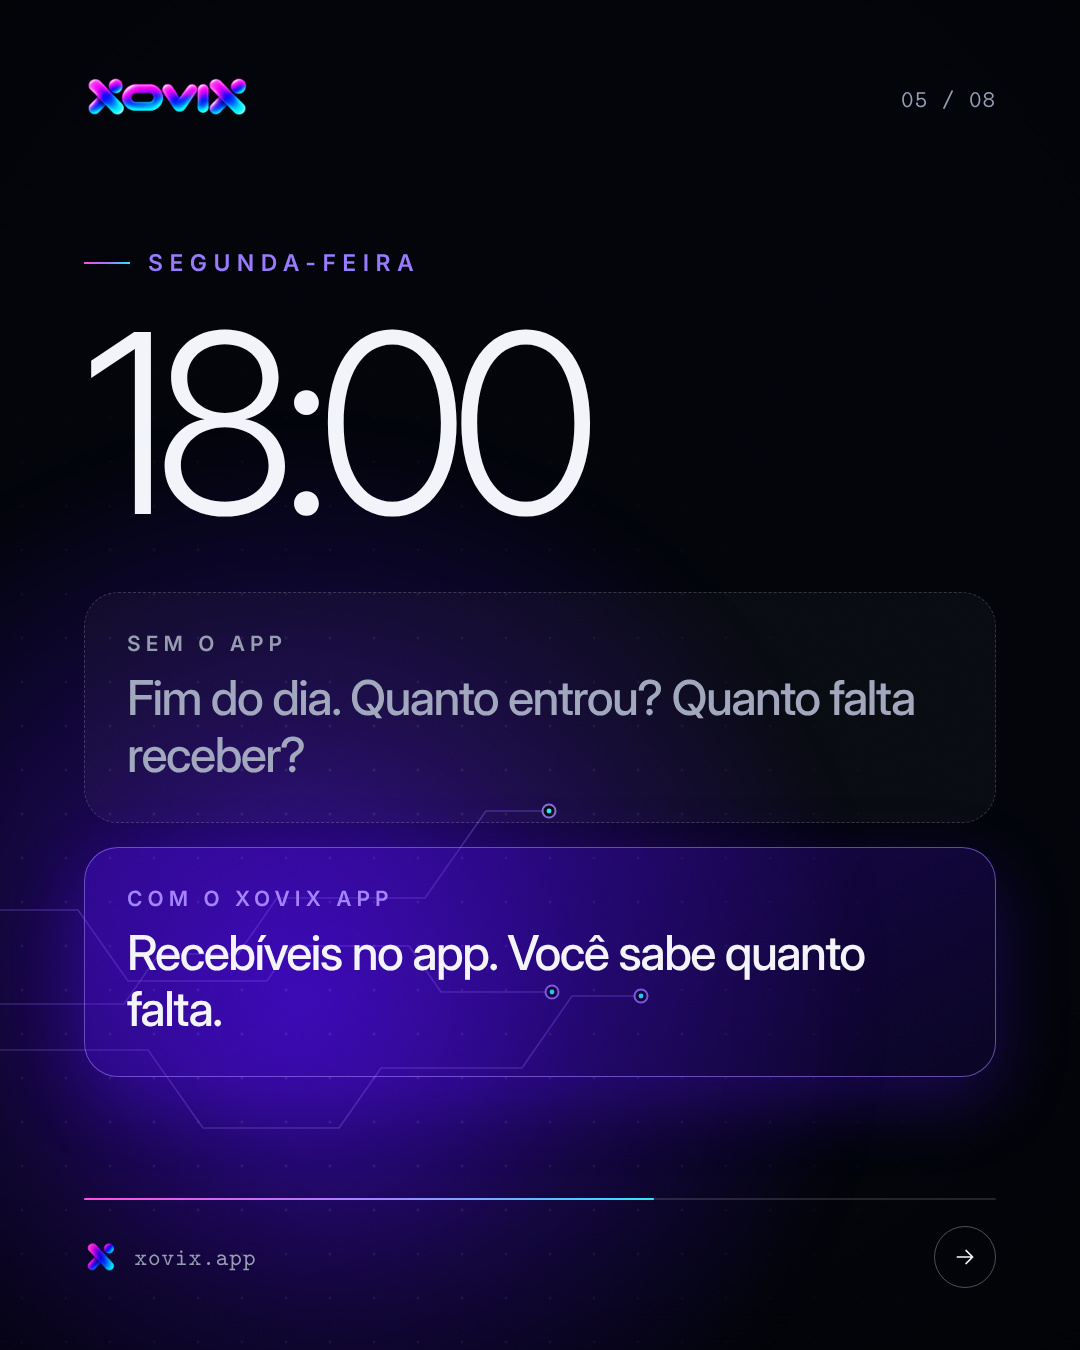 XOVIX
05 / 08
SEGUNDA-FEIRA
18:00
SEM O APP
Fim do dia. Quanto entrou? Quanto falta
receber?
COM O XOVIX APP
Recebíveis no app. Você sabe quanto
falta.
xovix.app